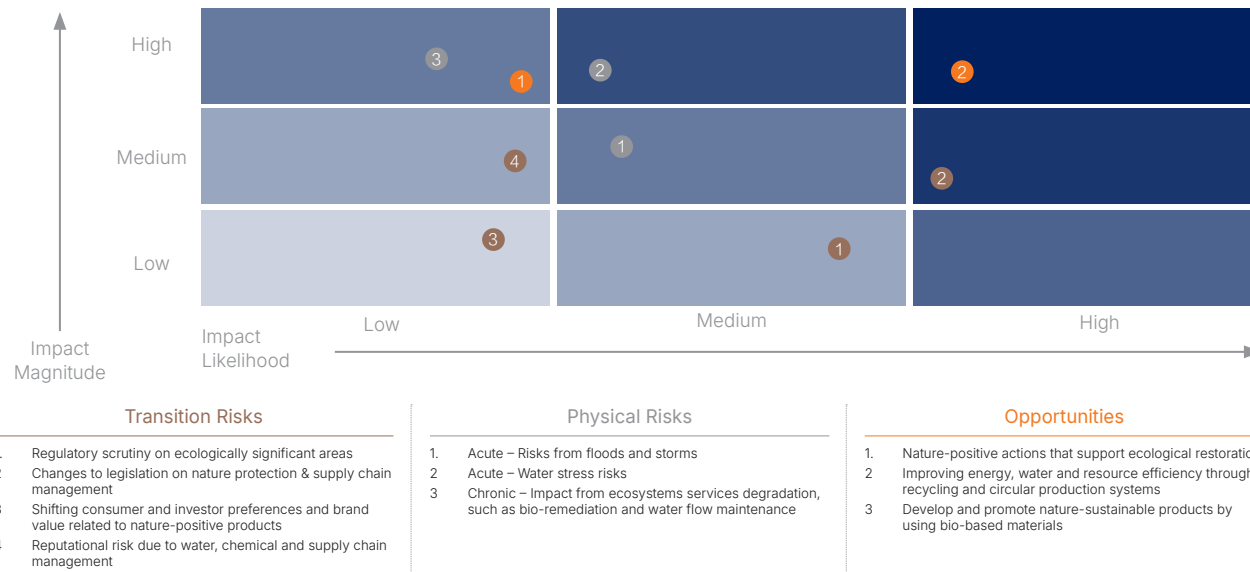 High
3
1
2
2
Medium
4
1
2
Low
3
1
Low
Medium
High
Impact
Likelihood
Impact
Magnitude
Transition Risks
Regulatory scrutiny on ecologically significant areas
Changes to legislation on nature protection & supply chain
management
Shifting consumer and investor preferences and brand
value related to nature-positive products
Reputational risk due to water, chemical and supply chain
management
Physical Risks
1. Acute – Risks from floods and storms
2 Acute – Water stress risks
3 Chronic – Impact from ecosystems services degradation,
such as bio-remediation and water flow maintenance
Opportunities
1. Nature-positive actions that support ecological
2 Improving energy, water and resource efficiency through
recycling and circular production systems
3 Develop and promote nature-sustainable products by
using bio-based materials